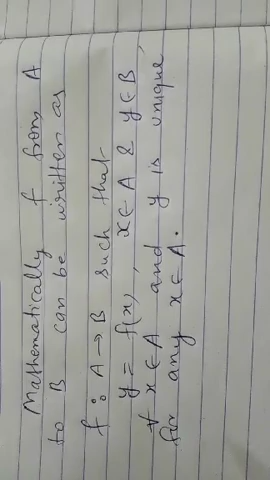 Mathematically f from A
to B can be written as
f : A → B such that
y = f(x), x ∈ A & y ∈ B,
∀ x ∈ A and y is unique
for any x ∈ A.